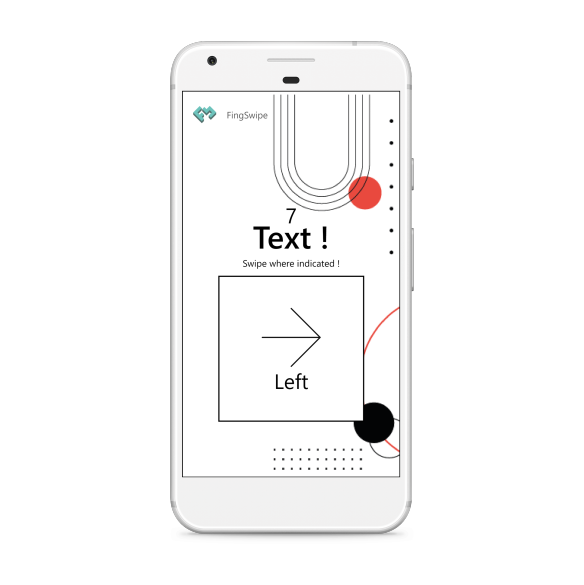 FingSwipe
7
Text !
Swipe where indicated !
Left